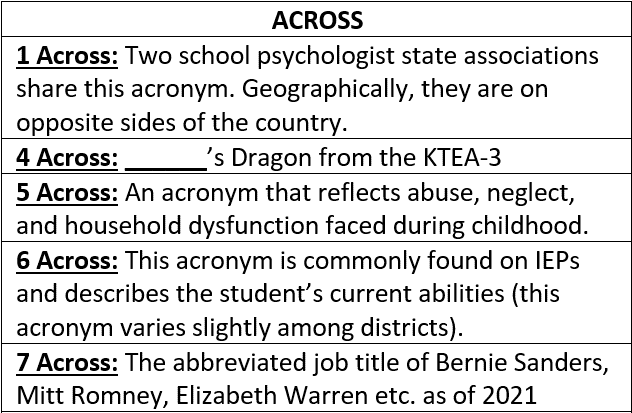 ACROSS
1 Across: Two school psychologist state associations
share this acronym. Geographically, they are on
opposite sides of the country.
4 Across: ______’s Dragon from the KTEA-3
5 Across: An acronym that reflects abuse, neglect,
and household dysfunction faced during childhood.
6 Across: This acronym is commonly found on IEPs
and describes the student’s current abilities (this
acronym varies slightly among districts).
7 Across: The abbreviated job title of Bernie Sanders,
Mitt Romney, Elizabeth Warren etc. as of 2021